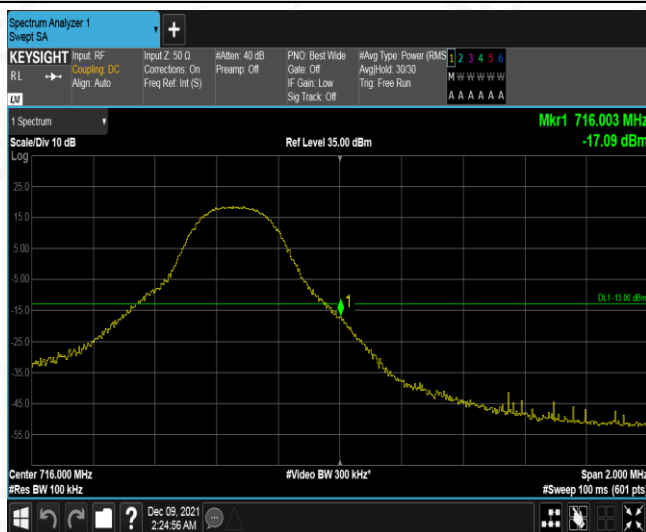 Spectrum Analyzer 1
Swept SA
+
KEYSIGHT
RL
LXI
Input: RF
Coupling: DC
Align: Auto
Input Z: 50 Ω
Corrections: On
Freq Ref: Int (S)
#Atten: 40 dB
Preamp: Off
PNO: Best Wide
Gate: Off
IF Gain: Low
Sig Track: Off
#Avg Type: Power (RMS
Avg|Hold: 30/30
Trig: Free Run
1 2 3 4 5 6
M W W W W W
A A A A A A
1 Spectrum
Mkr1 716.003 MHz
-17.09 dBm
Scale/Div 10 dB
Ref Level 35.00 dBm
Log
25.0
15.0
5.00
-5.00
-15.0
-25.0
-35.0
-45.0
-55.0
1
DL1 -13.00 dBm
Center 716.000 MHz
#Video BW 300 kHz*
Span 2.000 MHz
#Res BW 100 kHz
#Sweep 100 ms (601 pts)
?
Dec 09, 2021
2:24:56 AM